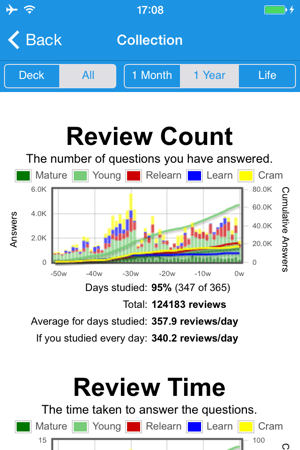 17:08
Back
Collection
Deck All 1 Month 1 Year Life
Review Count
The number of questions you have answered.
Mature Young Relearn Learn Cram
6.0K 80.0K
60.0K
4.0K
40.0K
2.0K
20.0K
0.0 0
Answers
Cumulative Answers
-50w -40w -30w -20w -10w 0w
Days studied: 95% (347 of 365)
Total: 124183 reviews
Average for days studied: 357.9 reviews/day
If you studied every day: 340.2 reviews/day
Review Time
The time taken to answer the questions.
Mature Young Relearn Learn Cram
15 100